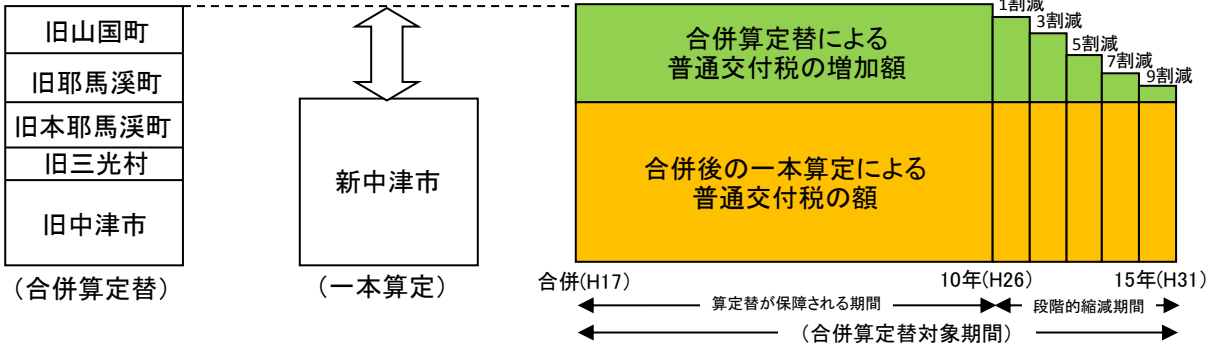 旧山国町
旧耶馬溪町
旧本耶馬溪町
旧三光村
旧中津市
(合併算定替)
新中津市
(一本算定)
合併算定替による
普通交付税の増加額
合併後の一本算定による
普通交付税の額
1割減
3割減
5割減
7割減
9割減
合併(H17)
10年(H26)
15年(H31)
算定替が保障される期間
段階的縮減期間
(合併算定替対象期間)